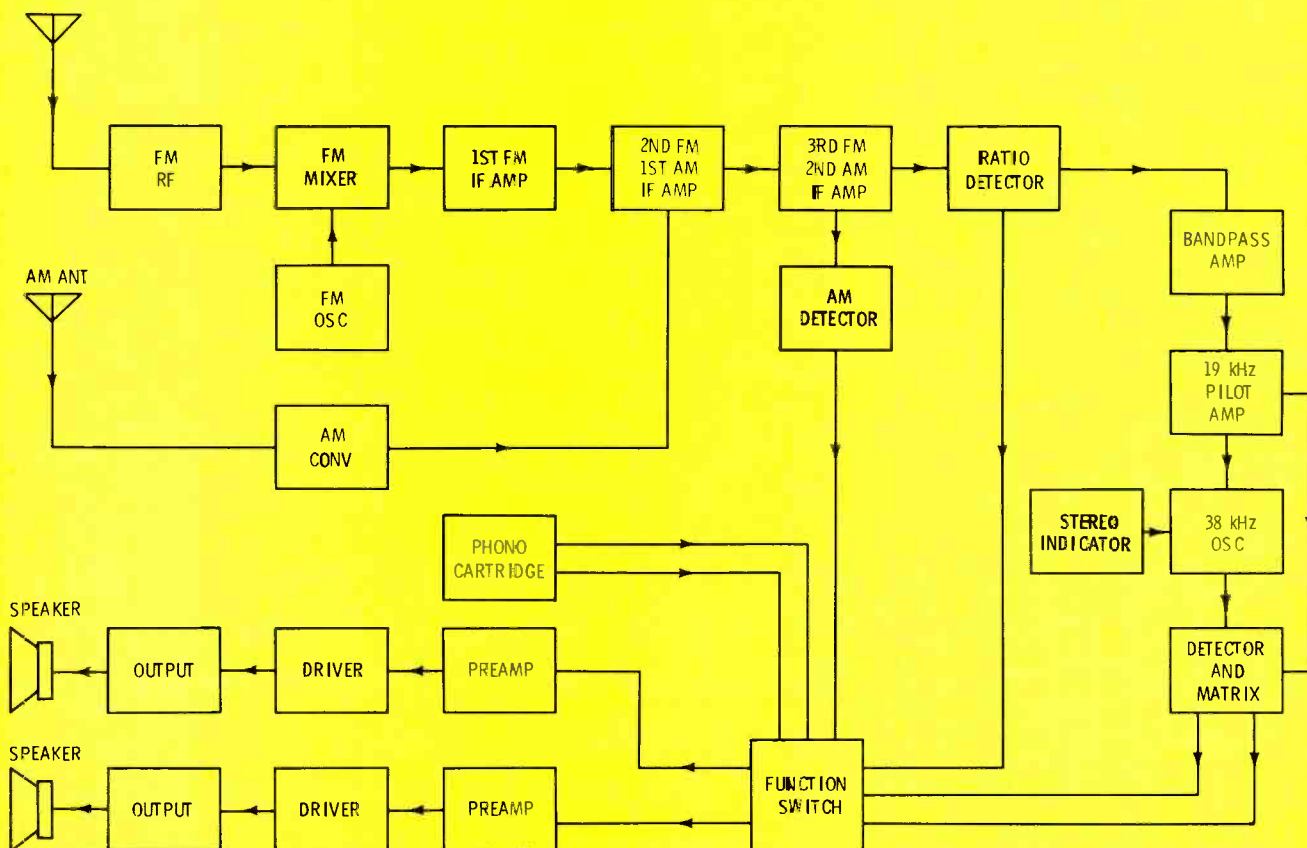 FM
RF
FM
MIXER
1ST FM
IF AMP
2ND FM
1ST AM
IF AMP
3RD FM
2ND AM
IF AMP
RATIO
DETECTOR
BANDPASS
AMP
AM ANT
FM
OSC
AM
DETECTOR
19 kHz
PILOT
AMP
AM
CONV
PHONO
CARTRIDGE
STEREO
INDICATOR
38 kHz
OSC
SPEAKER
OUTPUT
DRIVER
PREAMP
DETECTOR
AND
MATRIX
SPEAKER
OUTPUT
DRIVER
PREAMP
FUNCTION
SWITCH